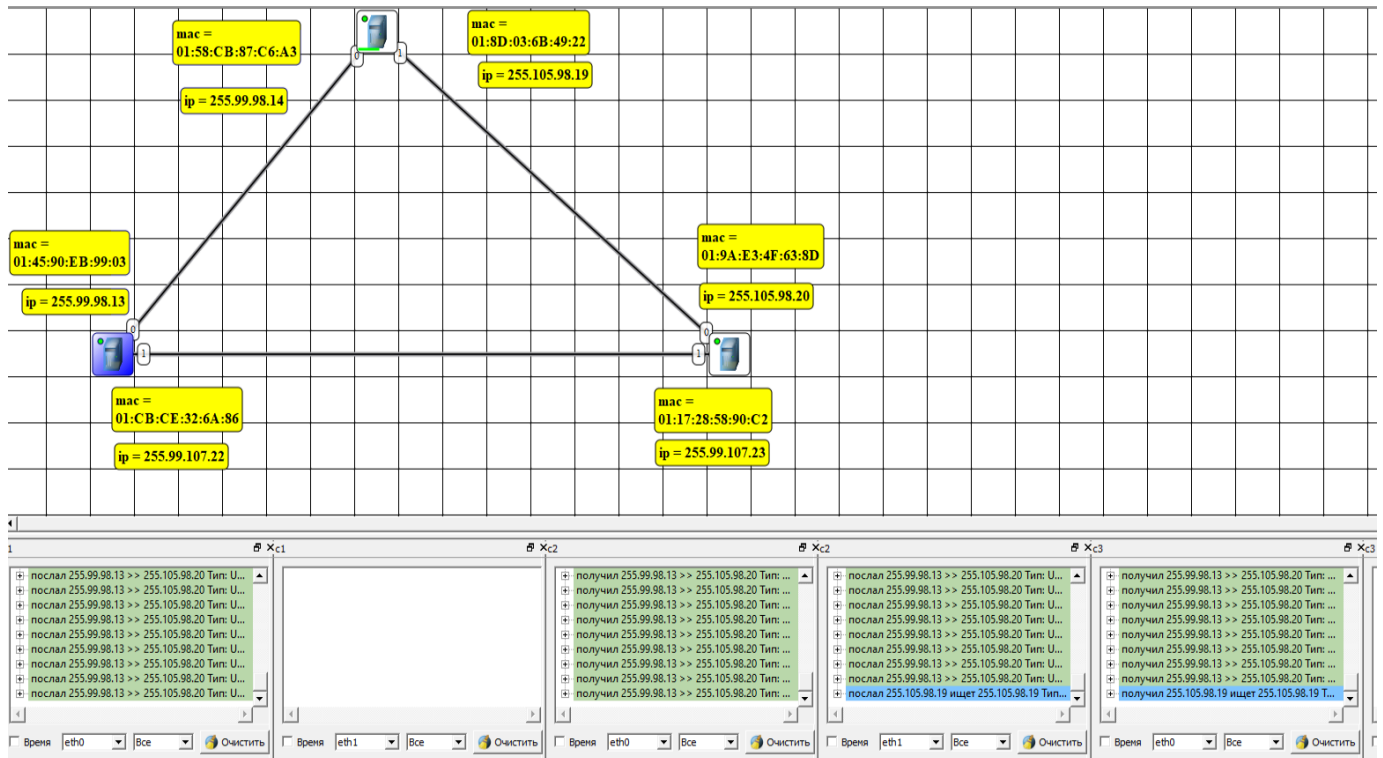 mac =
01:58:CB:87:C6:A3
mac =
01:8D:03:6B:49:22
ip = 255.105.98.19
ip = 255.99.98.14
0
1
mac =
01:45:90:EB:99:03
ip = 255.99.98.13
mac =
01:9A:E3:4F:63:8D
ip = 255.105.98.20
0
1
0
1
mac =
01:CB:CE:32:6A:86
ip = 255.99.107.22
mac =
01:17:28:58:90:C2
ip = 255.99.107.23
1
c1
c2
c2
c3
c3
послал 255.99.98.13 >> 255.105.98.20 Тип: U...
послал 255.99.98.13 >> 255.105.98.20 Тип: U...
послал 255.99.98.13 >> 255.105.98.20 Тип: U...
послал 255.99.98.13 >> 255.105.98.20 Тип: U...
послал 255.99.98.13 >> 255.105.98.20 Тип: U...
послал 255.99.98.13 >> 255.105.98.20 Тип: U...
послал 255.99.98.13 >> 255.105.98.20 Тип: U...
послал 255.99.98.13 >> 255.105.98.20 Тип: U...
послал 255.99.98.13 >> 255.105.98.20 Тип: U...
получил 255.99.98.13 >> 255.105.98.20 Тип: ...
получил 255.99.98.13 >> 255.105.98.20 Тип: ...
получил 255.99.98.13 >> 255.105.98.20 Тип: ...
получил 255.99.98.13 >> 255.105.98.20 Тип: ...
получил 255.99.98.13 >> 255.105.98.20 Тип: ...
получил 255.99.98.13 >> 255.105.98.20 Тип: ...
получил 255.99.98.13 >> 255.105.98.20 Тип: ...
получил 255.99.98.13 >> 255.105.98.20 Тип: ...
получил 255.99.98.13 >> 255.105.98.20 Тип: ...
послал 255.99.98.13 >> 255.105.98.20 Тип: U...
послал 255.99.98.13 >> 255.105.98.20 Тип: U...
послал 255.99.98.13 >> 255.105.98.20 Тип: U...
послал 255.99.98.13 >> 255.105.98.20 Тип: U...
послал 255.99.98.13 >> 255.105.98.20 Тип: U...
послал 255.99.98.13 >> 255.105.98.20 Тип: U...
послал 255.99.98.13 >> 255.105.98.20 Тип: U...
послал 255.99.98.13 >> 255.105.98.20 Тип: U...
послал 255.105.98.19 ищет 255.105.98.19 Тип...
получил 255.99.98.13 >> 255.105.98.20 Тип: ...
получил 255.99.98.13 >> 255.105.98.20 Тип: ...
получил 255.99.98.13 >> 255.105.98.20 Тип: ...
получил 255.99.98.13 >> 255.105.98.20 Тип: ...
получил 255.99.98.13 >> 255.105.98.20 Тип: ...
получил 255.99.98.13 >> 255.105.98.20 Тип: ...
получил 255.99.98.13 >> 255.105.98.20 Тип: ...
получил 255.99.98.13 >> 255.105.98.20 Тип: ...
получил 255.105.98.19 ищет 255.105.98.19 Т...
Время eth0 Все Очистить
Время eth1 Все Очистить
Время eth0 Все Очистить
Время eth1 Все Очистить
Время eth0 Все Очистить